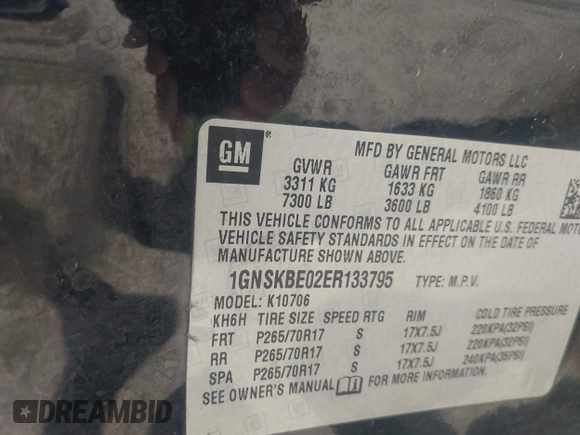 GM ®
MFD BY GENERAL MOTORS LLC
GVWR GAWR FRT GAWR RR
3311 KG 1633 KG 1860 KG
7300 LB 3600 LB 4100 LB
THIS VEHICLE CONFORMS TO ALL APPLICABLE U.S. FEDERAL
VEHICLE SAFETY STANDARDS IN EFFECT ON THE DATE OF
MANUFACTURE SHOWN ABOVE.
1GNSKBE02ER133795 TYPE: M.P.V.
MODEL: K10706
KH6H TIRE SIZE SPEED RTG RIM COLD TIRE PRESSURE
FRT P265/70R17 S 17X7.5J 220KPA(32PSI)
RR P265/70R17 S 17X7.5J 220KPA(32PSI)
SPA P265/70R17 S 17X7.5J 240KPA(35PSI)
SEE OWNER'S MANUAL FOR ADDITIONAL
DREAMBID